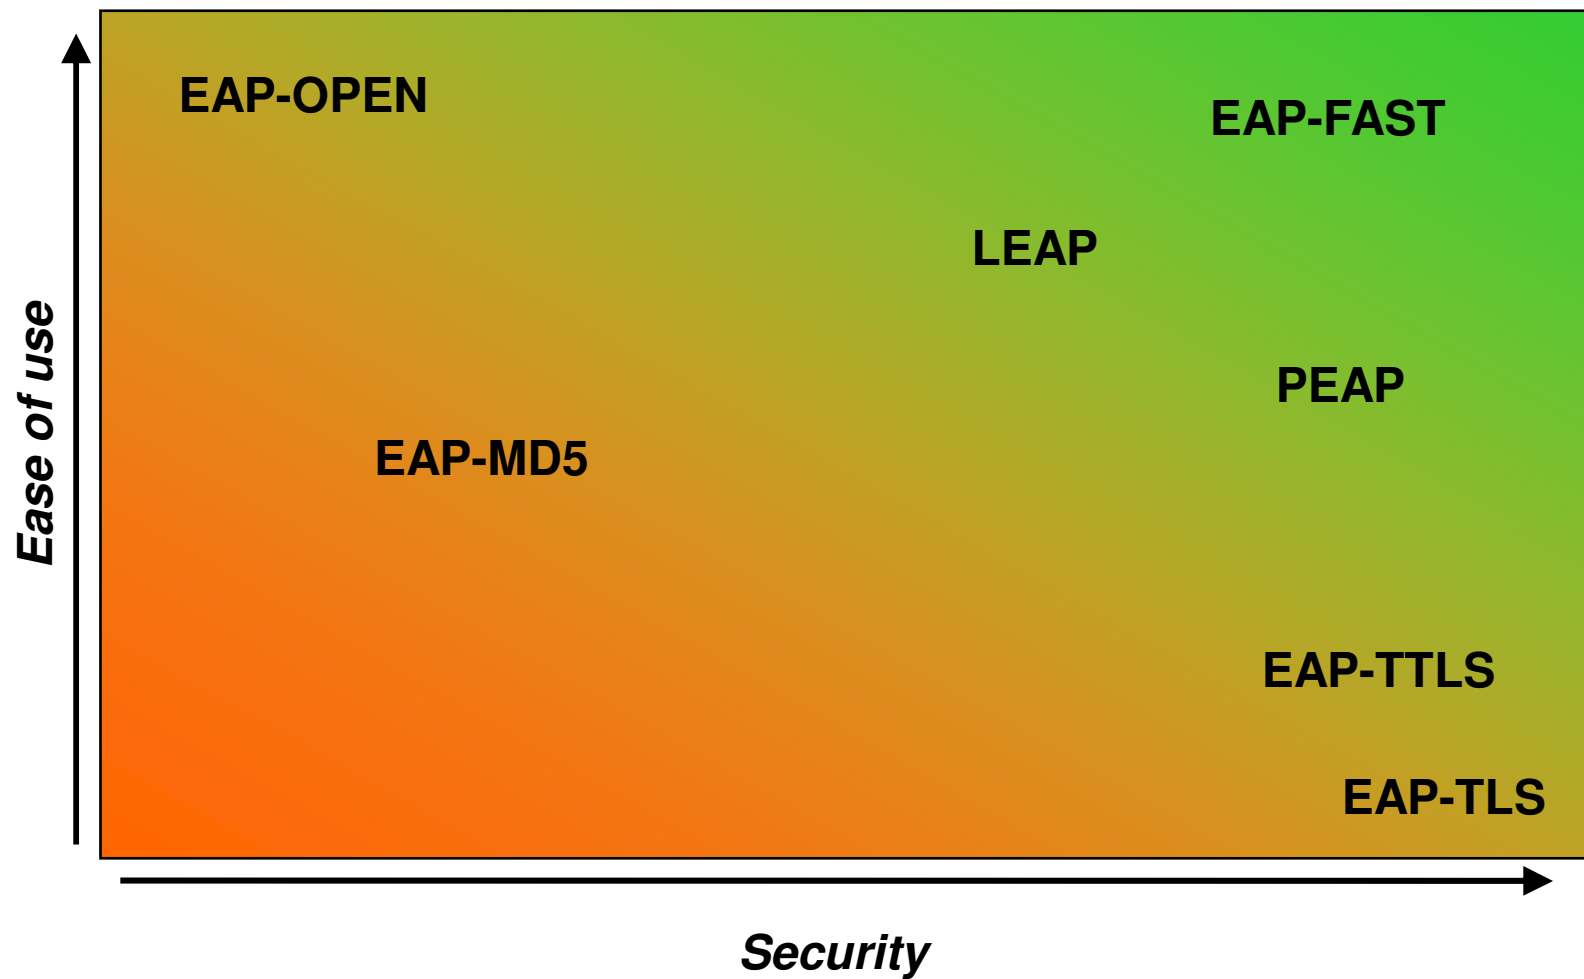 EAP-OPEN
EAP-FAST
LEAP
PEAP
EAP-MD5
EAP-TTLS
EAP-TLS
Ease of use
Security